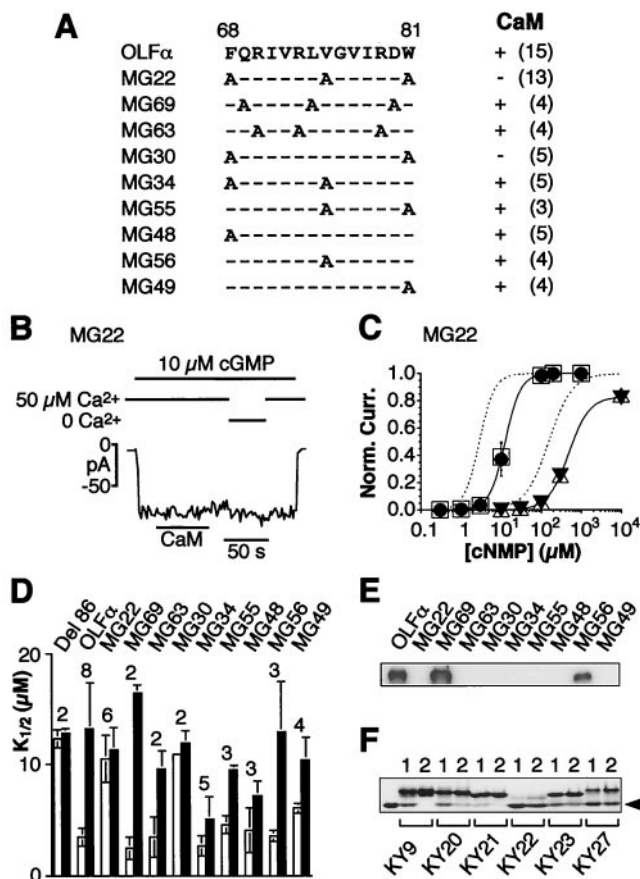 A
68 81 CaM
OLFα FQRIVRLVGVIRDW + (15)
MG22 A------A-----A - (13)
MG69 -A----A-----A- + (4)
MG63 --A---A-----A-- + (4)
MG30 A------------A - (5)
MG34 A------A------ + (5)
MG55 -------A-----A + (3)
MG48 A------------- + (5)
MG56 -------A------ + (4)
MG49 -------------A + (4)
B MG22
10 μM cGMP
50 μM Ca2+
0 Ca2+
0
pA
-50
CaM
50 s
C MG22
Norm. Curr.
1.0
0.8
0.6
0.4
0.2
0.0
0.1 1 10¹ 10² 10³ 10⁴
[cNMP] (μM)
D
Del 86 OLFα MG22 MG69 MG63 MG30 MG34 MG55 MG48 MG56 MG49
K1/2 (μM)
20
10
0
2 8 6 2 2 2 5 3 3 3 4
E
OLFα MG22 MG69 MG63 MG30 MG34 MG55 MG48 MG56 MG49
F
1 2 1 2 1 2 1 2 1 2 1 2
KY9 KY20 KY21 KY22 KY23 KY27